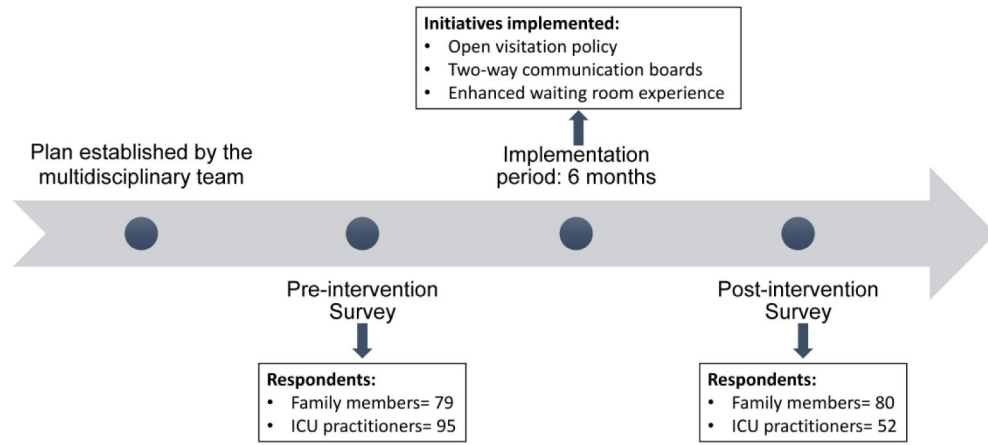 Initiatives implemented:
• Open visitation policy
• Two-way communication boards
• Enhanced waiting room experience
Plan established by the
multidisciplinary team
Implementation
period: 6 months
Pre-intervention
Survey
Post-intervention
Survey
Respondents:
• Family members= 79
• ICU practitioners= 95
Respondents:
• Family members= 80
• ICU practitioners= 52